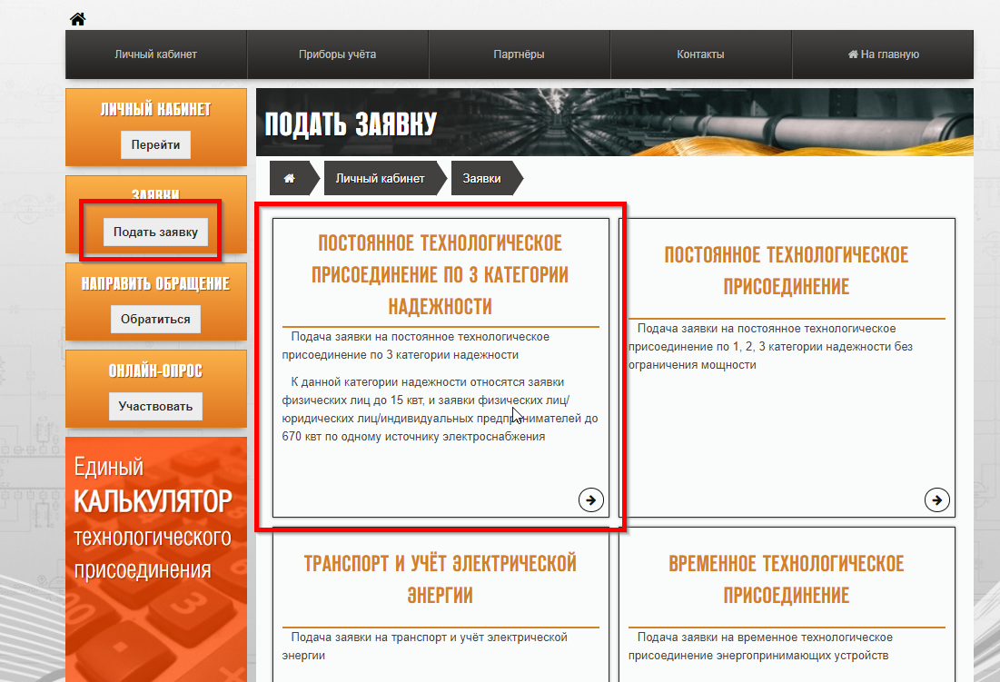 Личный кабинет
Приборы учёта
Партнёры
Контакты
На главную
ЛИЧНЫЙ КАБИНЕТ
Перейти
ЗАЯВКИ
Подать заявку
НАПРАВИТЬ ОБРАЩЕНИЕ
Обратиться
ОНЛАЙН-ОПРОС
Участвовать
Единый
КАЛЬКУЛЯТОР
технологического
присоединения
ПОДАТЬ ЗАЯВКУ
Личный кабинет
Заявки
ПОСТОЯННОЕ ТЕХНОЛОГИЧЕСКОЕ
ПРИСОЕДИНЕНИЕ ПО 3 КАТЕГОРИИ
НАДЕЖНОСТИ
Подача заявки на постоянное технологическое
присоединение по 3 категории надежности
К данной категории надежности относятся заявки
физических лиц до 15 квт, и заявки физических лиц/
юридических лиц/индивидуальных предпринимателей до
670 квт по одному источнику электроснабжения
ПОСТОЯННОЕ ТЕХНОЛОГИЧЕСКОЕ
ПРИСОЕДИНЕНИЕ
Подача заявки на постоянное технологическое
присоединение по 1, 2, 3 категории надежности без
ограничения мощности
ТРАНСПОРТ И УЧЁТ ЭЛЕКТРИЧЕСКОЙ
ЭНЕРГИИ
Подача заявки на транспорт и учёт электрической
энергии
ВРЕМЕННОЕ ТЕХНОЛОГИЧЕСКОЕ
ПРИСОЕДИНЕНИЕ
Подача заявки на временное технологическое
присоединение энергопринимающих устройств